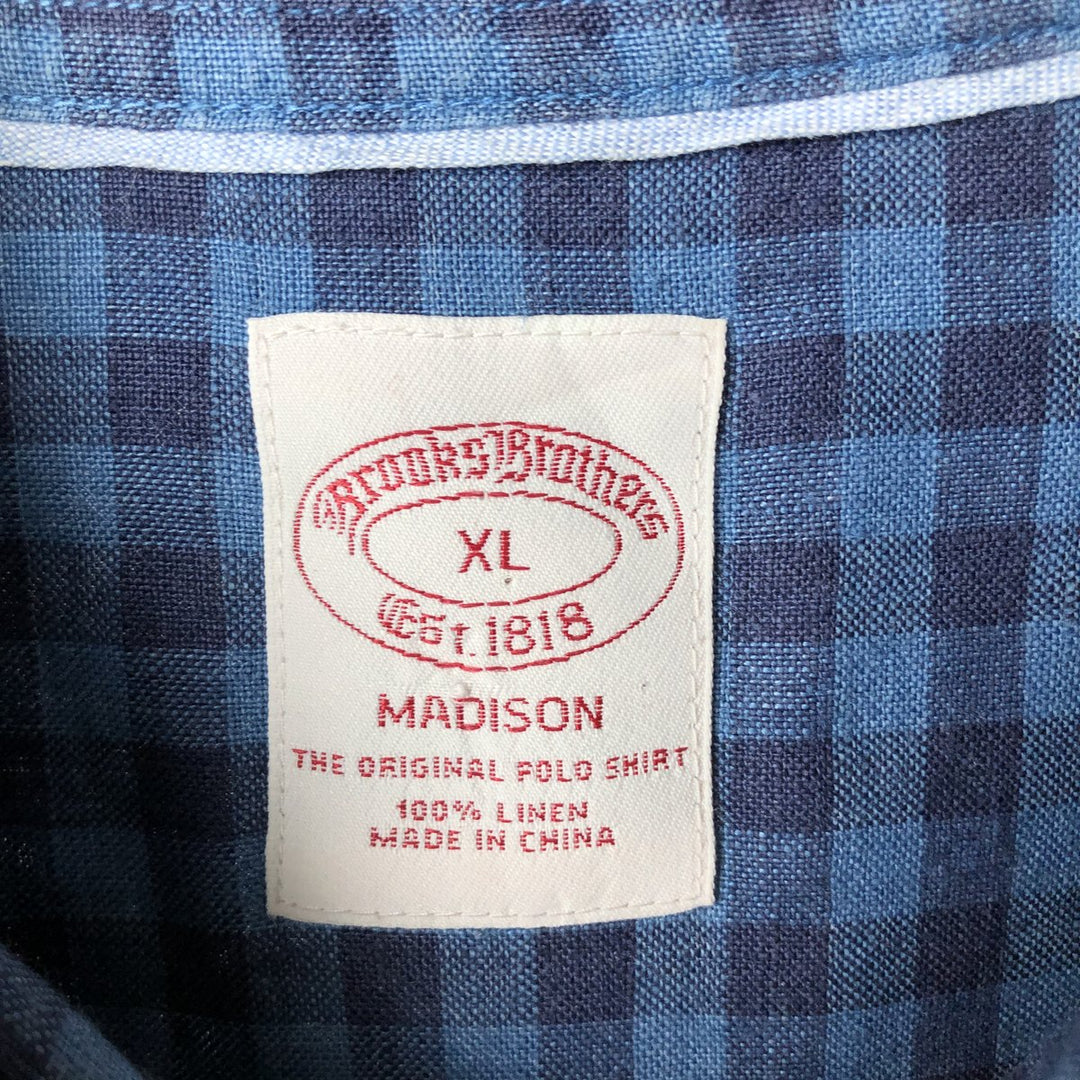 Brooks Brothers
XL
Est. 1818
MADISON
THE ORIGINAL POLO SHIRT
100% LINEN
MADE IN CHINA